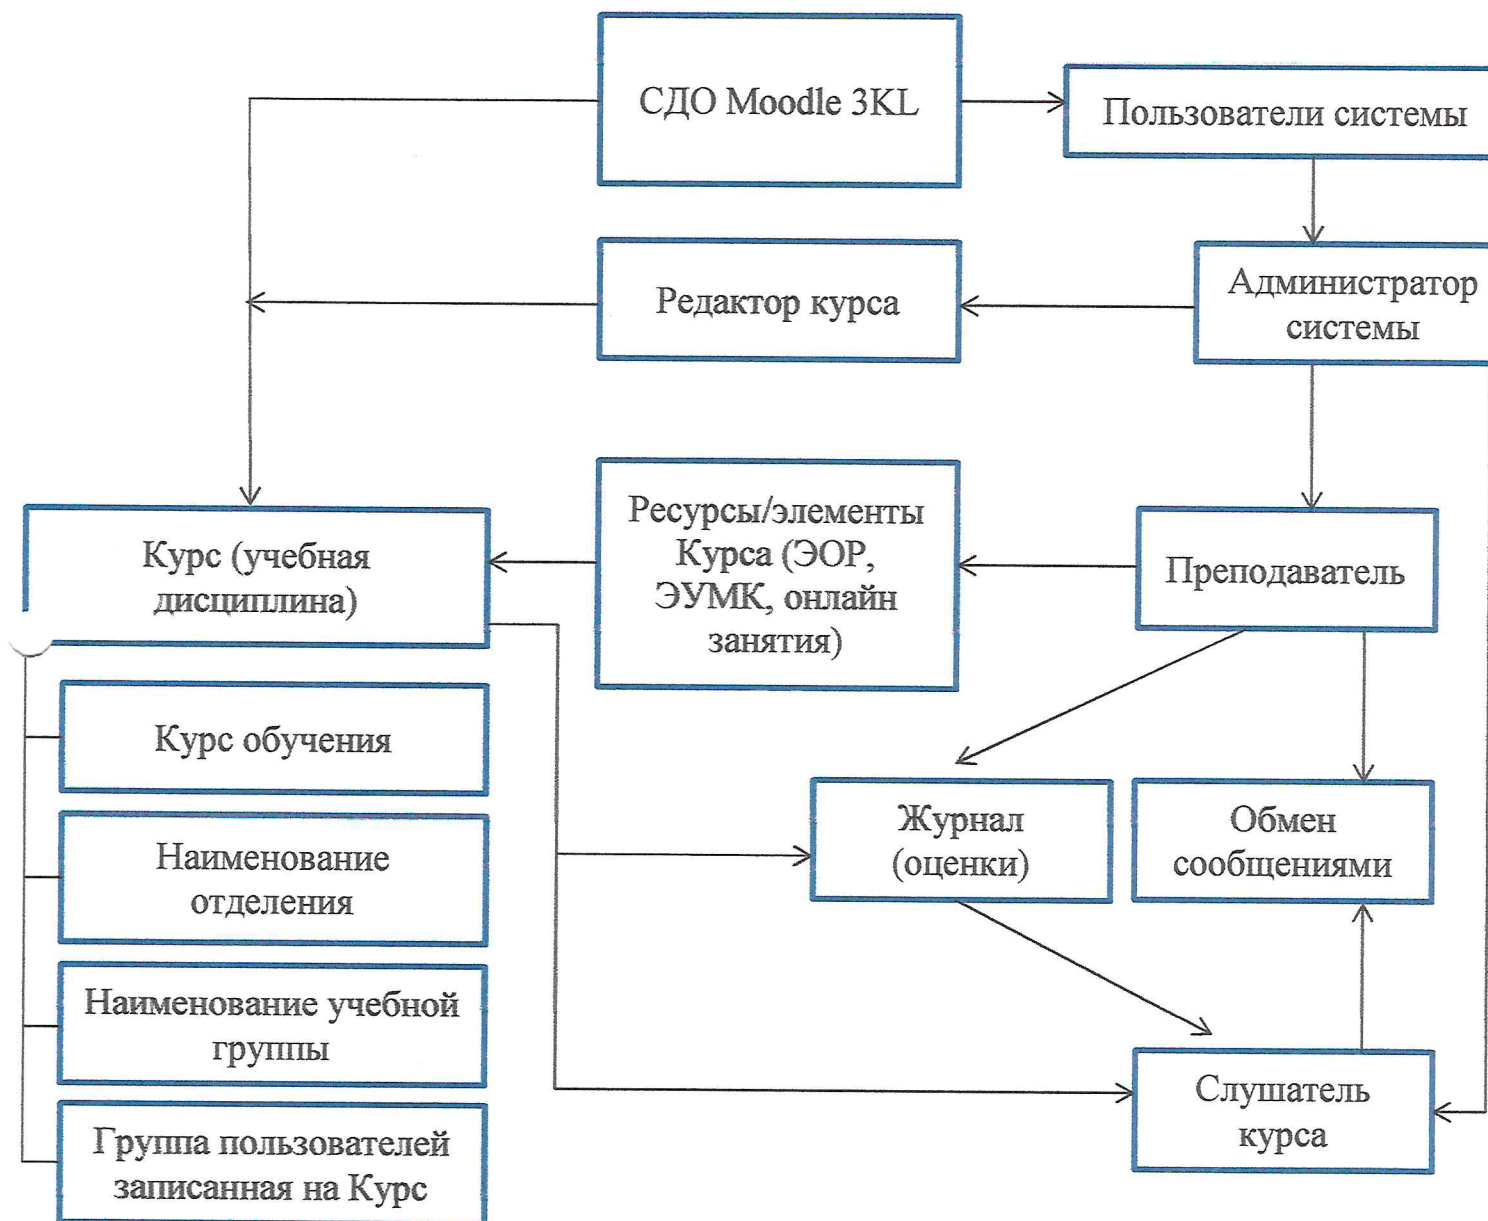 СДО Moodle 3KL
Пользователи системы
Редактор курса
Администратор
системы
Курс (учебная
дисциплина)
Ресурсы/элементы
Курса (ЭОР,
ЭУМК, онлайн
занятия)
Преподаватель
Курс обучения
Наименование
отделения
Наименование учебной
группы
Группа пользователей
записанная на Курс
Журнал
(оценки)
Обмен
сообщениями
Слушатель
курса